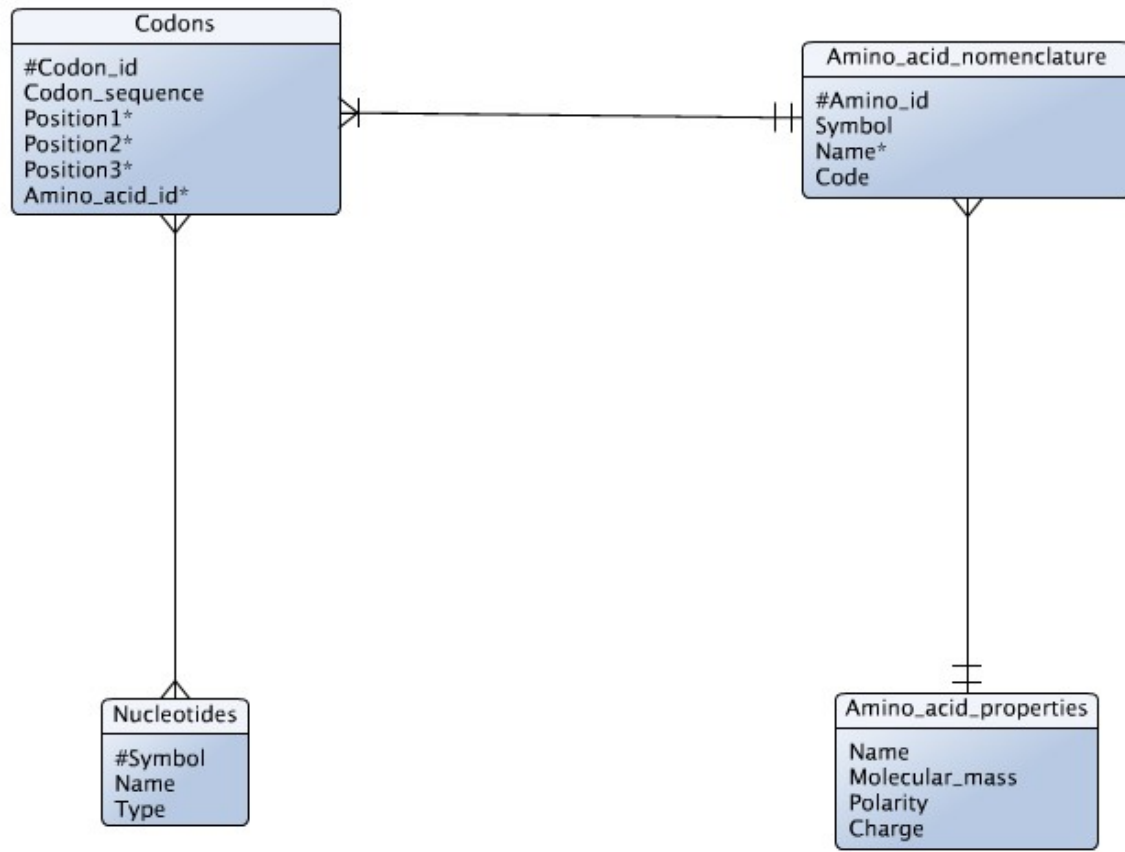 Codons
#Codon_id
Codon_sequence
Position1*
Position2*
Position3*
Amino_acid_id*
Amino_acid_nomenclature
#Amino_id
Symbol
Name*
Code
Nucleotides
#Symbol
Name
Type
Amino_acid_properties
Name
Molecular_mass
Polarity
Charge